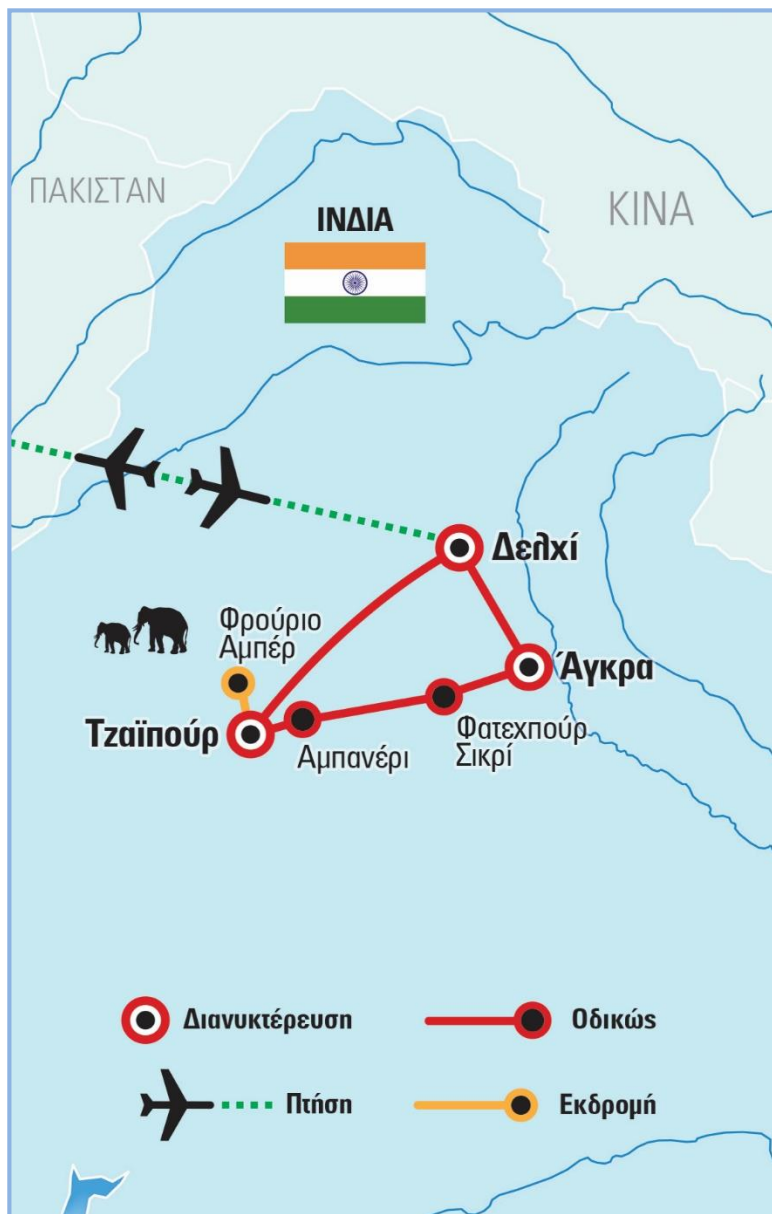 ΠΑΚΙΣΤΑΝ
ΚΙΝΑ
ΙΝΔΙΑ
Δελχί
Φρούριο
Αμπέρ
Άγκρα
Τζαϊπούρ
Αμπανέρι
Φατεχπούρ
Σικρί
Διανυκτέρευση
Οδικώς
Πτήση
Εκδρομή